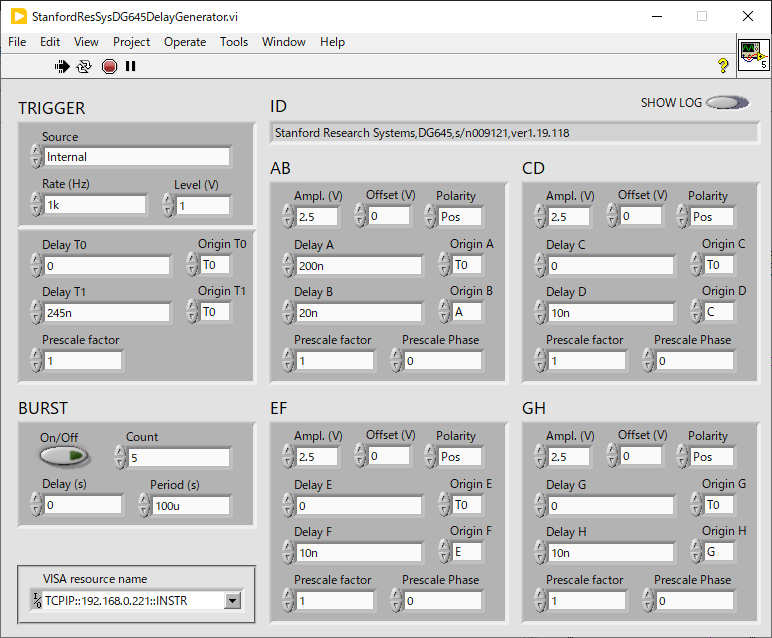 StanfordResSysDG645DelayGenerator.vi
File Edit View Project Operate Tools Window Help
?
5
TRIGGER
Source
Internal
Rate (Hz) Level (V)
1k 1
Delay T0 Origin T0
0 T0
Delay T1 Origin T1
245n T0
Prescale factor
1
ID
SHOW LOG
Stanford Research Systems,DG645,s/n009121,ver1.19.118
AB
Ampl. (V) Offset (V) Polarity
2.5 0 Pos
Delay A Origin A
200n T0
Delay B Origin B
20n A
Prescale factor Prescale Phase
1 0
CD
Ampl. (V) Offset (V) Polarity
2.5 0 Pos
Delay C Origin C
0 T0
Delay D Origin D
10n C
Prescale factor Prescale Phase
1 0
BURST
On/Off Count
5
Delay (s) Period (s)
0 100u
VISA resource name
I/0 TCPIP::192.168.0.221::INSTR
EF
Ampl. (V) Offset (V) Polarity
2.5 0 Pos
Delay E Origin E
0 T0
Delay F Origin F
10n E
Prescale factor Prescale Phase
1 0
GH
Ampl. (V) Offset (V) Polarity
2.5 0 Pos
Delay G Origin G
0 T0
Delay H Origin H
10n G
Prescale factor Prescale Phase
1 0